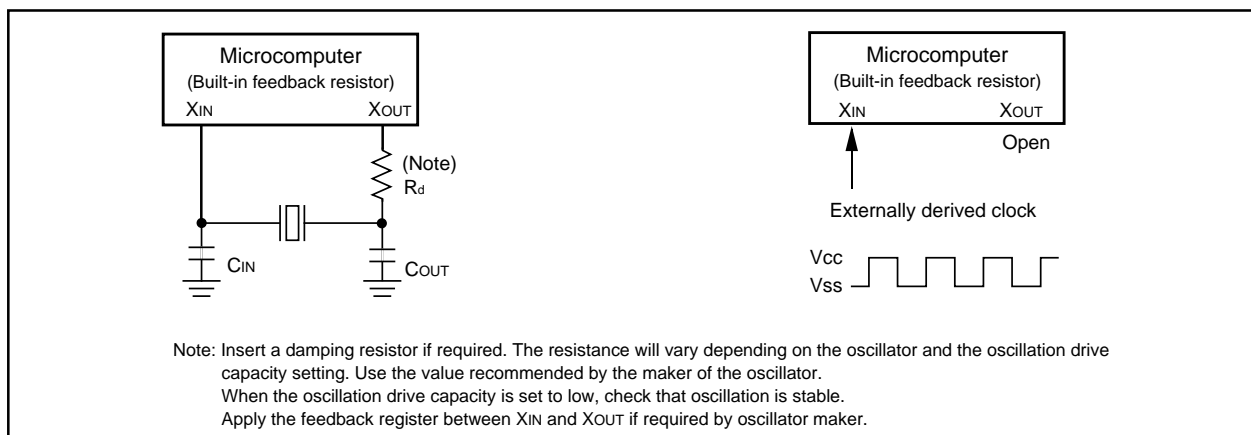 Microcomputer
(Built-in feedback resistor)
XIN XOUT
(Note)
Rd
CIN
COUT
Microcomputer
(Built-in feedback resistor)
XIN XOUT
Open
Externally derived clock
Vcc
Vss
Note: Insert a damping resistor if required. The resistance will vary depending on the oscillator and the oscillation drive
capacity setting. Use the value recommended by the maker of the oscillator.
When the oscillation drive capacity is set to low, check that oscillation is stable.
Apply the feedback register between XIN and XOUT if required by oscillator maker.